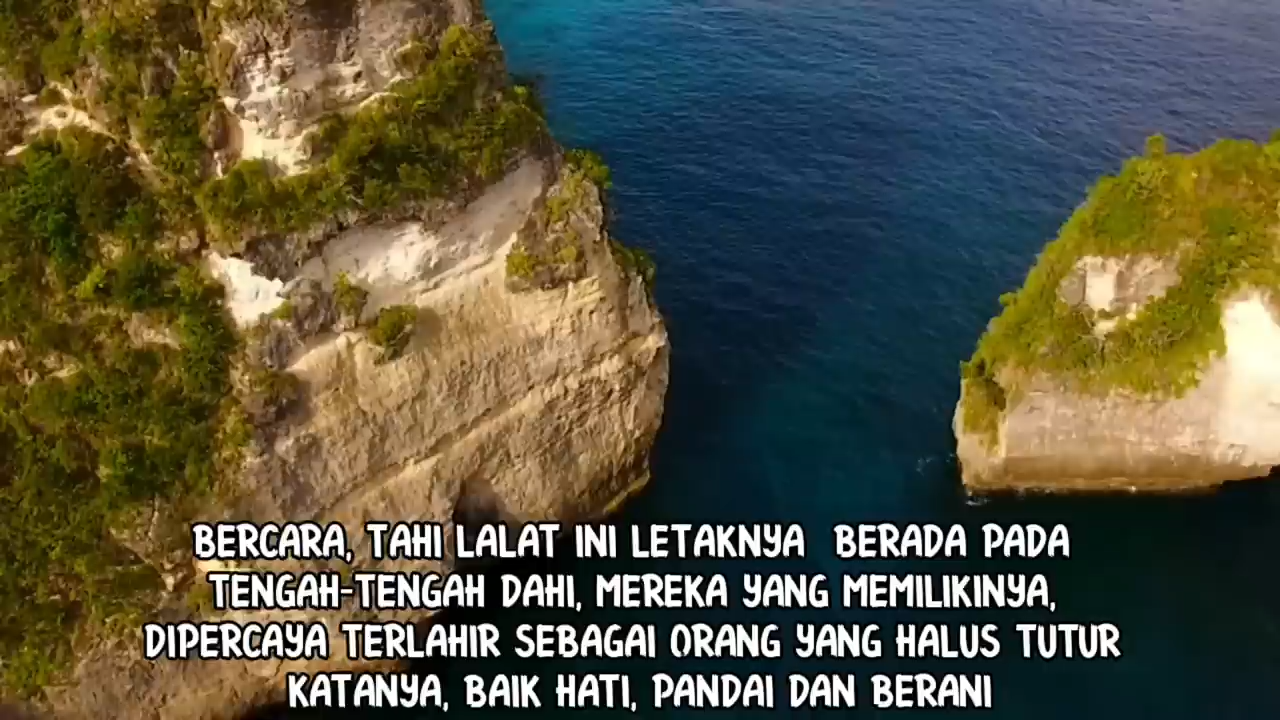 BERCARA, TAHI LALAT INI LETAKNYA BERADA PADA
TENGAH-TENGAH DAHI, MEREKA YANG MEMILIKINYA,
DIPERCAYA TERLAHIR SEBAGAI ORANG YANG HALUS TUTUR
KATANYA, BAIK HATI, PANDAI DAN BERANI